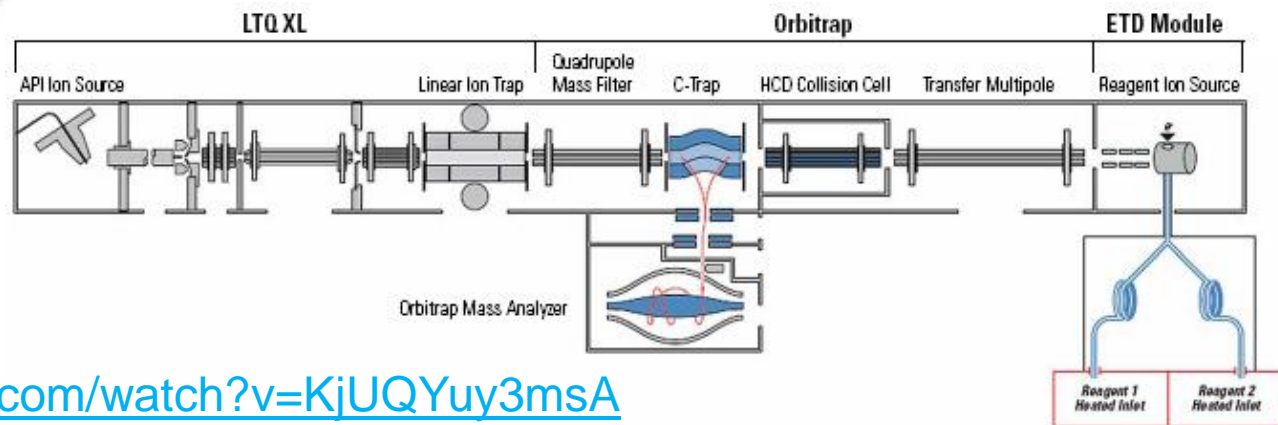 LTQ XL
Orbitrap
ETD Module
API Ion Source
Linear Ion Trap
Quadrupole
Mass Filter
C-Trap
HCD Collision Cell
Transfer Multipole
Reagent Ion Source
Orbitrap Mass Analyzer
com/watch?v=KjUQYuy3msA
Reagent 1
Heated Inlet
Reagent 2
Heated Inlet